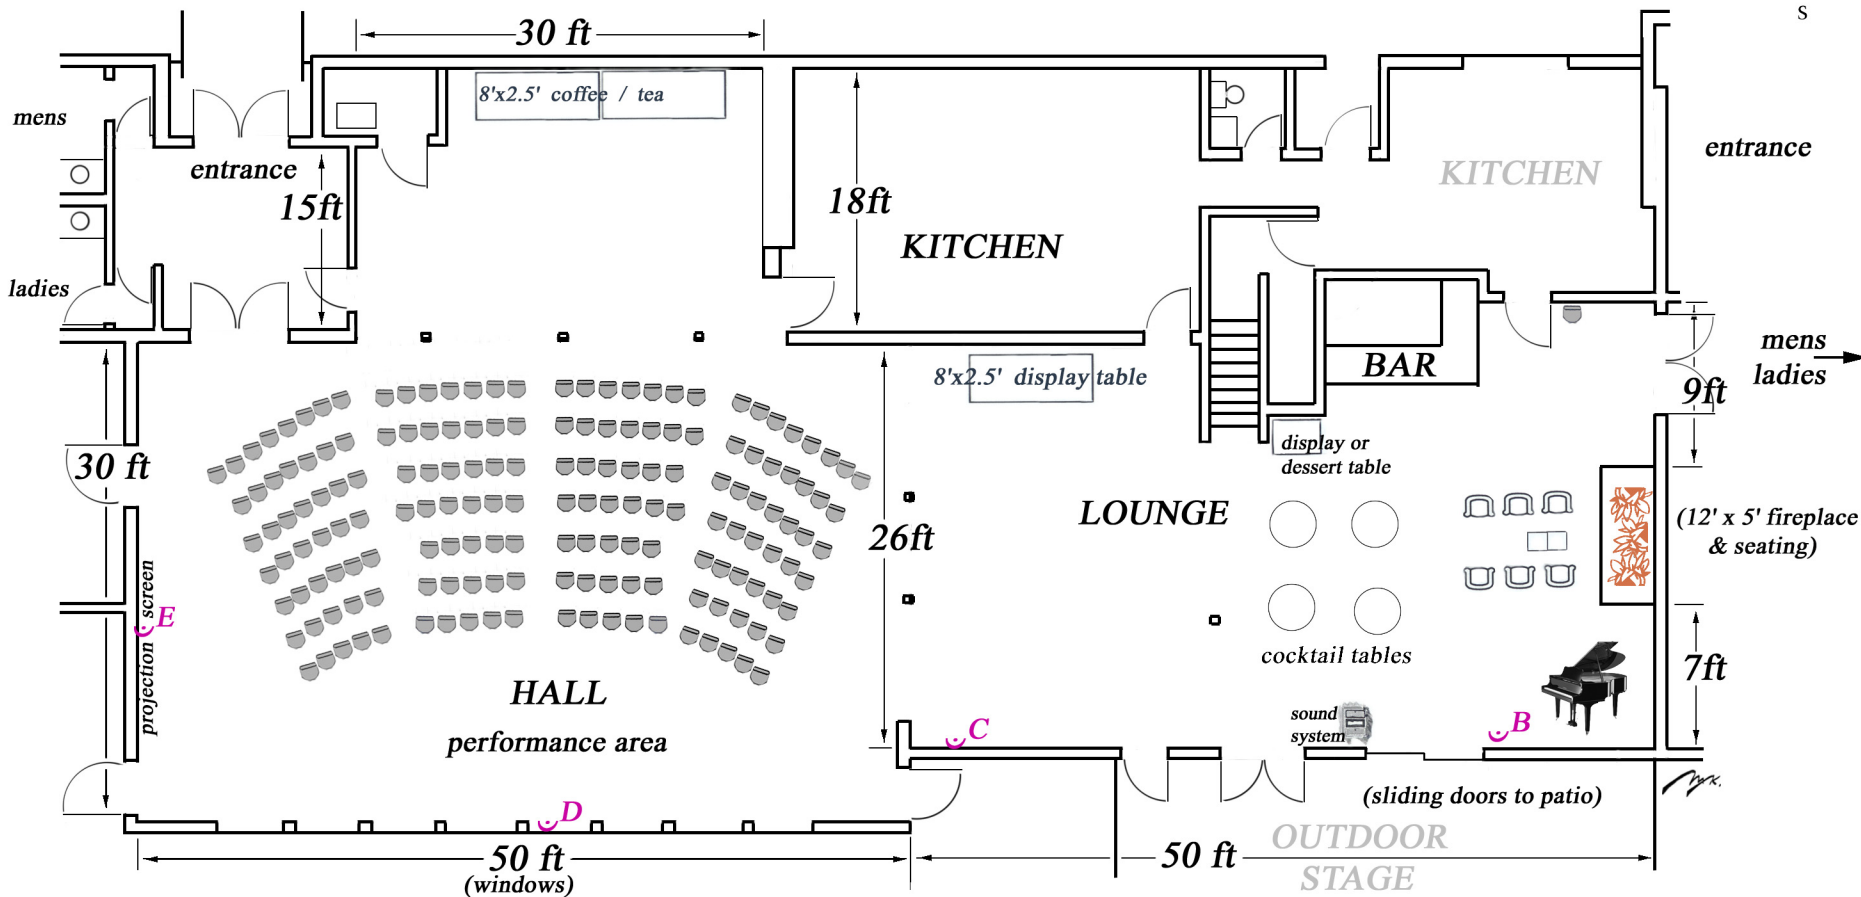 S
30 ft
8'x2.5' coffee / tea
mens
entrance
15ft
ladies
18ft
KITCHEN
KITCHEN
entrance
mens
ladies
9ft
BAR
8'x2.5' display table
display or
dessert table
30 ft
26ft
LOUNGE
(12' x 5' fireplace
& seating)
projection screen
E
HALL
performance area
cocktail tables
7ft
sound
system
C
B
D
(sliding doors to patio)
OUTDOOR
STAGE
50 ft
(windows)
50 ft